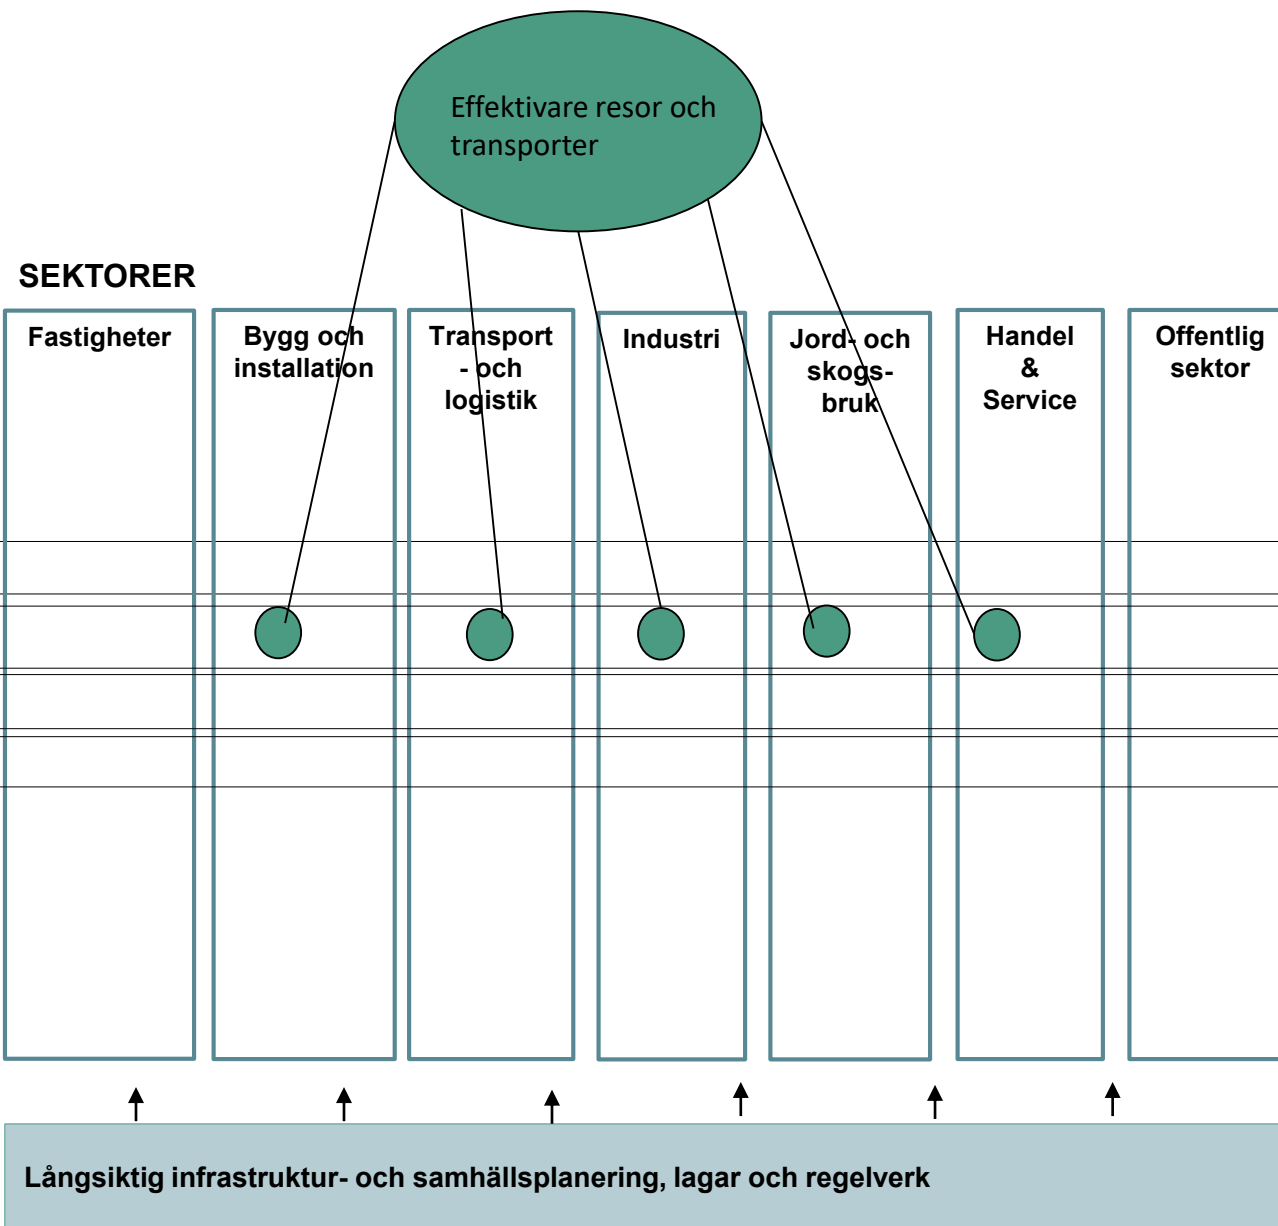 Effektivare resor och
transporter
SEKTORER
Fastigheter
Bygg och
installation
Transport
- och
logistik
Industri
Jord- och
skogs-
bruk
Handel
&
Service
Offentlig
sektor
Långsiktig infrastruktur- och samhällsplanering, lagar och regelverk